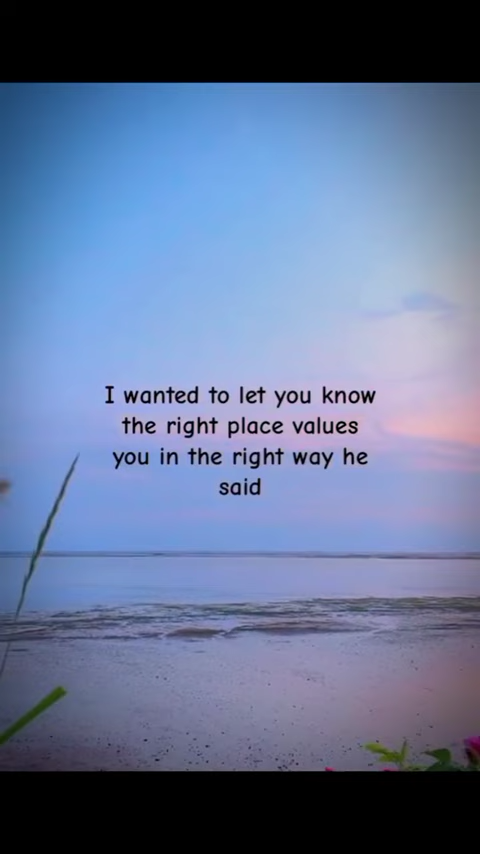 I wanted to let you know
the right place values
you in the right way he
said